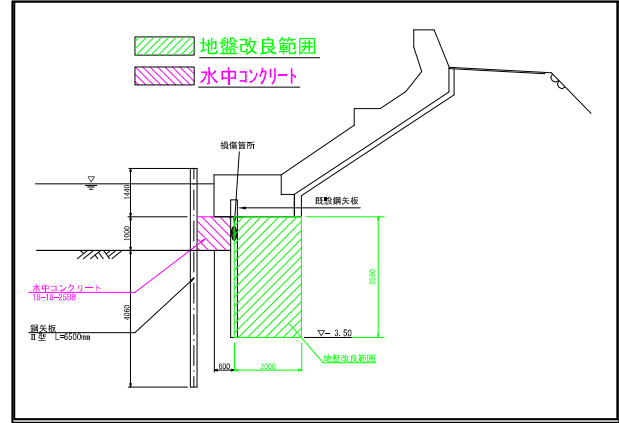 地盤改良範囲
水中コンクリート
損傷箇所
既設鋼矢板
1440
1000
4060
3590
水中コンクリート
18-18-25BB
鋼矢板
Ⅱ型 L=6500mm
▽- 3.50
地盤改良範囲
600
2000